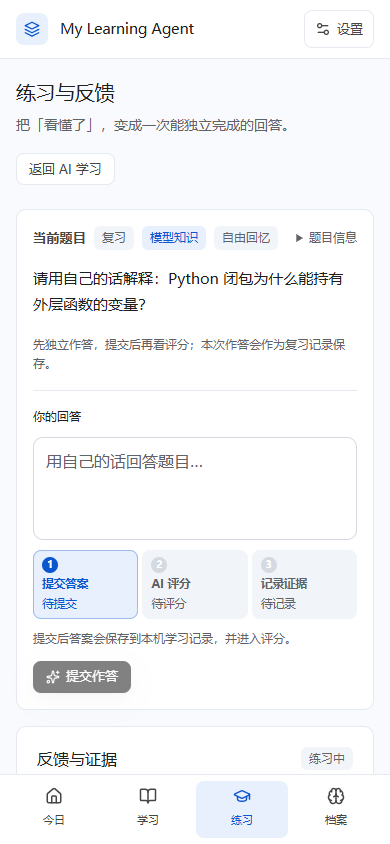 My Learning Agent
设置
练习与反馈
把「看懂了」，变成一次能独立完成的回答。
返回 AI 学习
当前题目 复习 模型知识 自由回忆 ▶ 题目信息
请用自己的话解释：Python 闭包为什么能持有
外层函数的变量？
先独立作答，提交后再看评分；本次作答会作为复习记录保
存。
你的回答
用自己的话回答题目...
1 2 3
提交答案 AI 评分 记录证据
待提交 待评分 待记录
提交后答案会保存到本机学习记录，并进入评分。
提交作答
反馈与证据 练习中
今日 学习 练习 档案